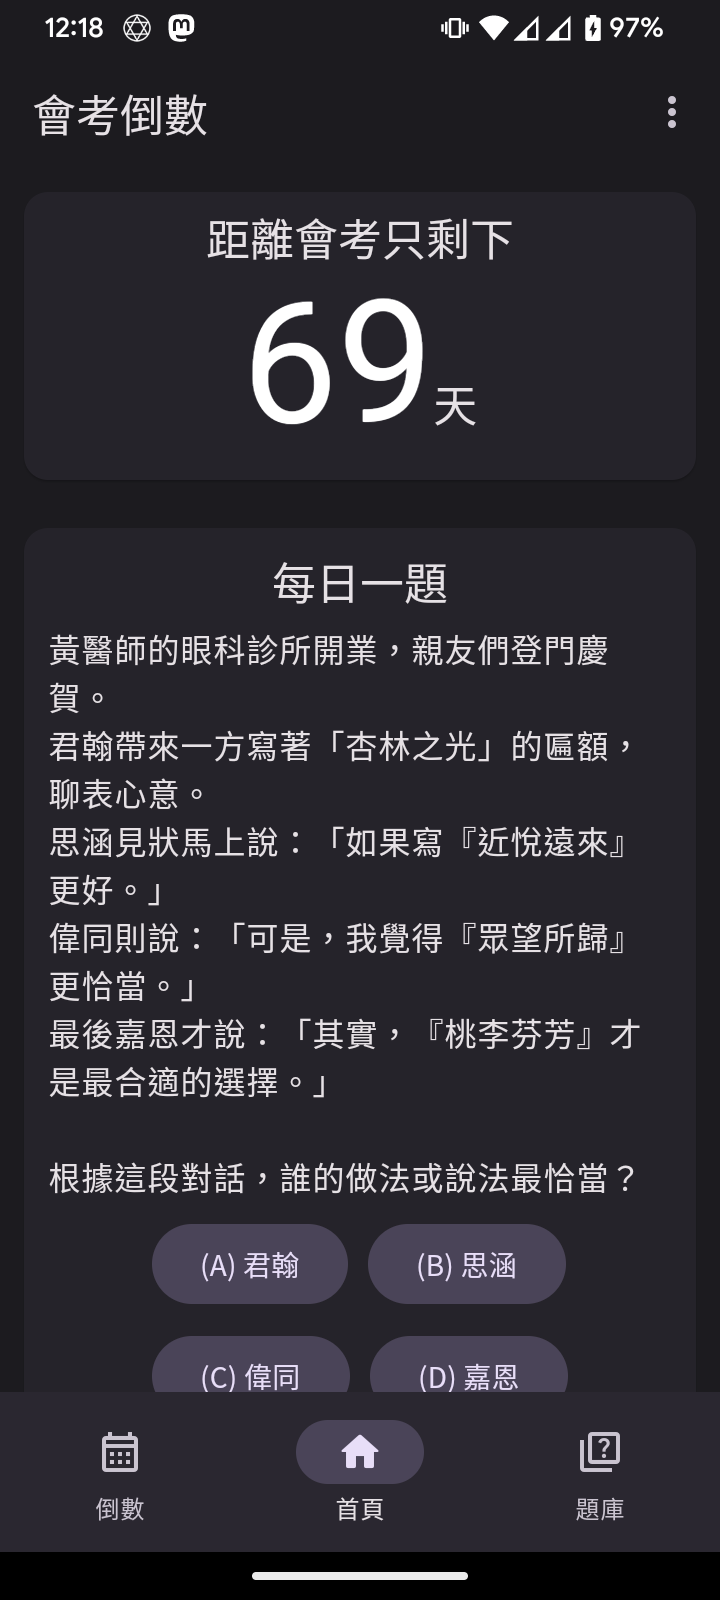 12:18
97%
會考倒數
距離會考只剩下
69天
每日一題
黃醫師的眼科診所開業，親友們登門慶
賀。
君翰帶來一方寫著「杏林之光」的匾額，
聊表心意。
思涵見狀馬上說：「如果寫『近悅遠來』
更好。」
偉同則說：「可是，我覺得『眾望所歸』
更恰當。」
最後嘉恩才說：「其實，『桃李芬芳』才
是最合適的選擇。」
根據這段對話，誰的做法或說法最恰當？
(A) 君翰
(B) 思涵
(C) 偉同
(D) 嘉恩
倒數
首頁
題庫